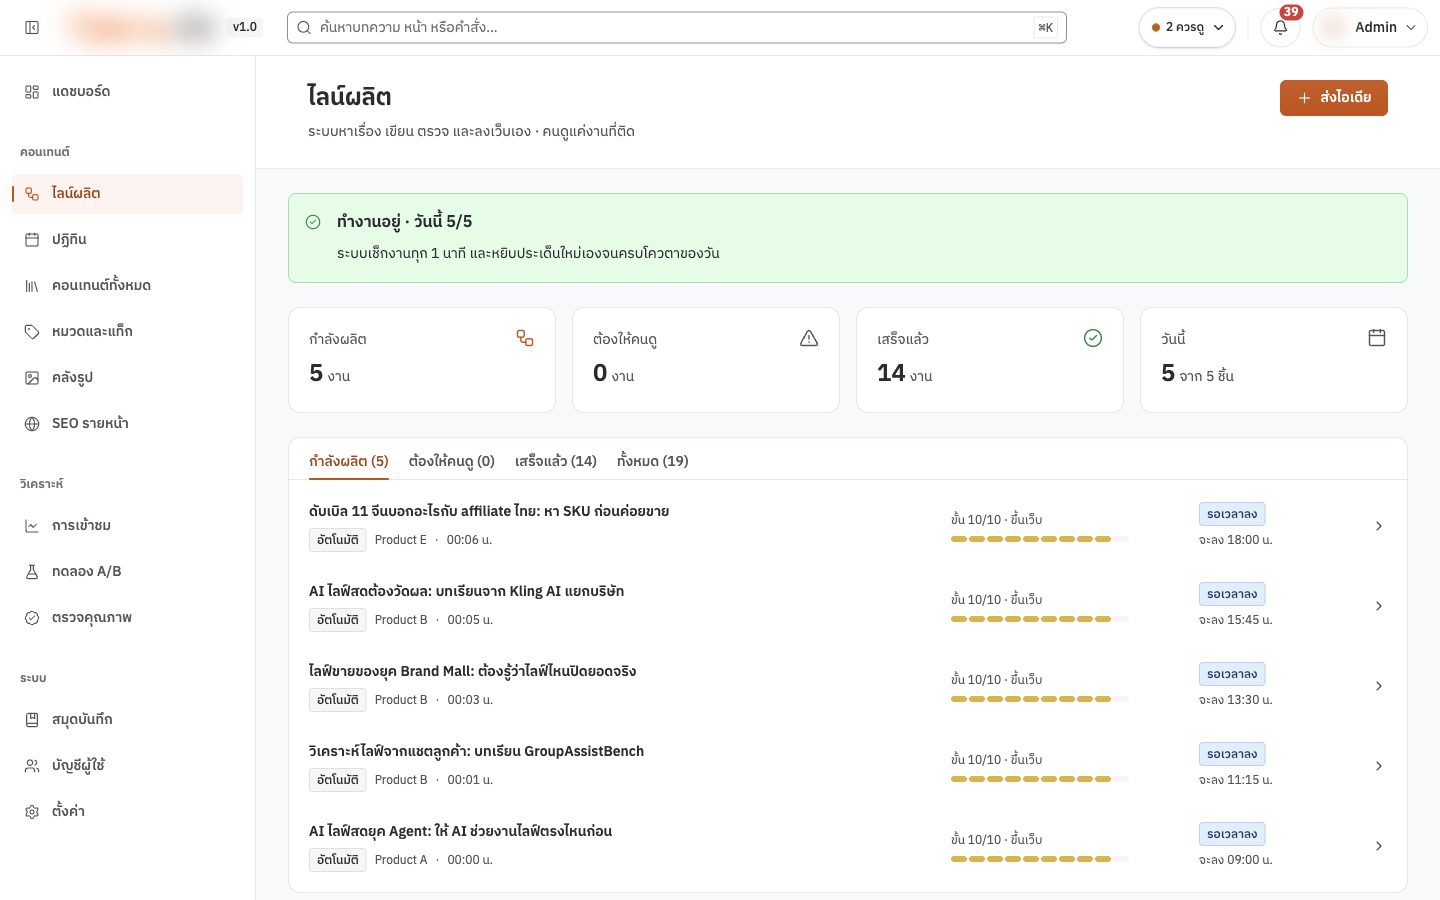 v1.0
ค้นหาบทความ หน้า หรือคำสั่ง...
⌘K
2 ควรดู
39
Admin
แดชบอร์ด
คอนเทนต์
ไลน์ผลิต
ปฏิทิน
คอนเทนต์ทั้งหมด
หมวดและแท็ก
คลังรูป
SEO รายหน้า
วิเคราะห์
การเข้าชม
ทดลอง A/B
ตรวจคุณภาพ
ระบบ
สมุดบันทึก
บัญชีผู้ใช้
ตั้งค่า
ไลน์ผลิต
ระบบหาเรื่อง เขียน ตรวจ และลงเว็บเอง · คนดูแค่งานที่ติด
ส่งไอเดีย
ทำงานอยู่ · วันนี้ 5/5
ระบบเช็กงานทุก 1 นาที และหยิบประเด็นใหม่เองจนครบโควตาของวัน
กำลังผลิต
5 งาน
ต้องให้คนดู
0 งาน
เสร็จแล้ว
14 งาน
วันนี้
5 จาก 5 ชิ้น
กำลังผลิต (5) ต้องให้คนดู (0) เสร็จแล้ว (14) ทั้งหมด (19)
ดับเบิล 11 จีนบอกอะไรกับ affiliate ไทย: หา SKU ก่อนค่อยขาย
อัตโนมัติ Product E · 00:06 น.
ขั้น 10/10 · ขึ้นเว็บ
รอเวลาลง
จะลง 18:00 น.
AI ไลฟ์สดต้องวัดผล: บทเรียนจาก Kling AI แยกบริษัท
อัตโนมัติ Product B · 00:05 น.
ขั้น 10/10 · ขึ้นเว็บ
รอเวลาลง
จะลง 15:45 น.
ไลฟ์ขายของยุค Brand Mall: ต้องรู้ว่าไลฟ์ไหนปิดยอดจริง
อัตโนมัติ Product B · 00:03 น.
ขั้น 10/10 · ขึ้นเว็บ
รอเวลาลง
จะลง 13:30 น.
วิเคราะห์ไลฟ์จากแชตลูกค้า: บทเรียน GroupAssistBench
อัตโนมัติ Product B · 00:01 น.
ขั้น 10/10 · ขึ้นเว็บ
รอเวลาลง
จะลง 11:15 น.
AI ไลฟ์สดยุค Agent: ให้ AI ช่วยงานไลฟ์ตรงไหนก่อน
อัตโนมัติ Product A · 00:00 น.
ขั้น 10/10 · ขึ้นเว็บ
รอเวลาลง
จะลง 09:00 น.